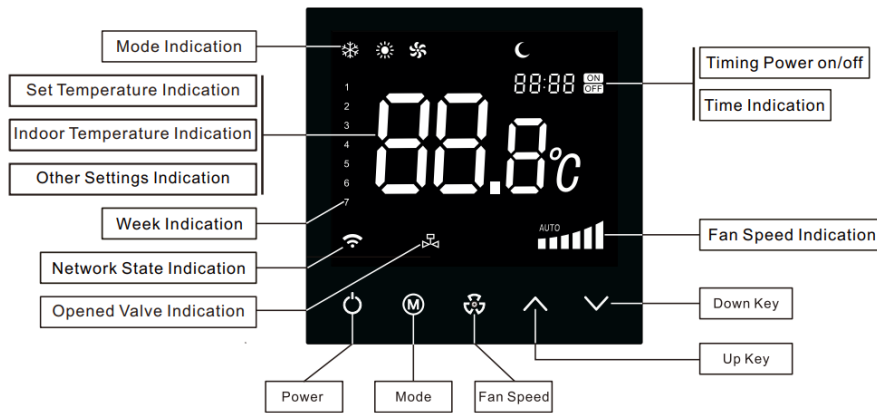 Mode Indication
Set Temperature Indication
Indoor Temperature Indication
Other Settings Indication
Week Indication
Network State Indication
Opened Valve Indication
1
2
3
4
5
6
7
88:88
ON
OFF
88.8°C
AUTO
M
Timing Power on/off
Time Indication
Fan Speed Indication
Down Key
Up Key
Power
Mode
Fan Speed